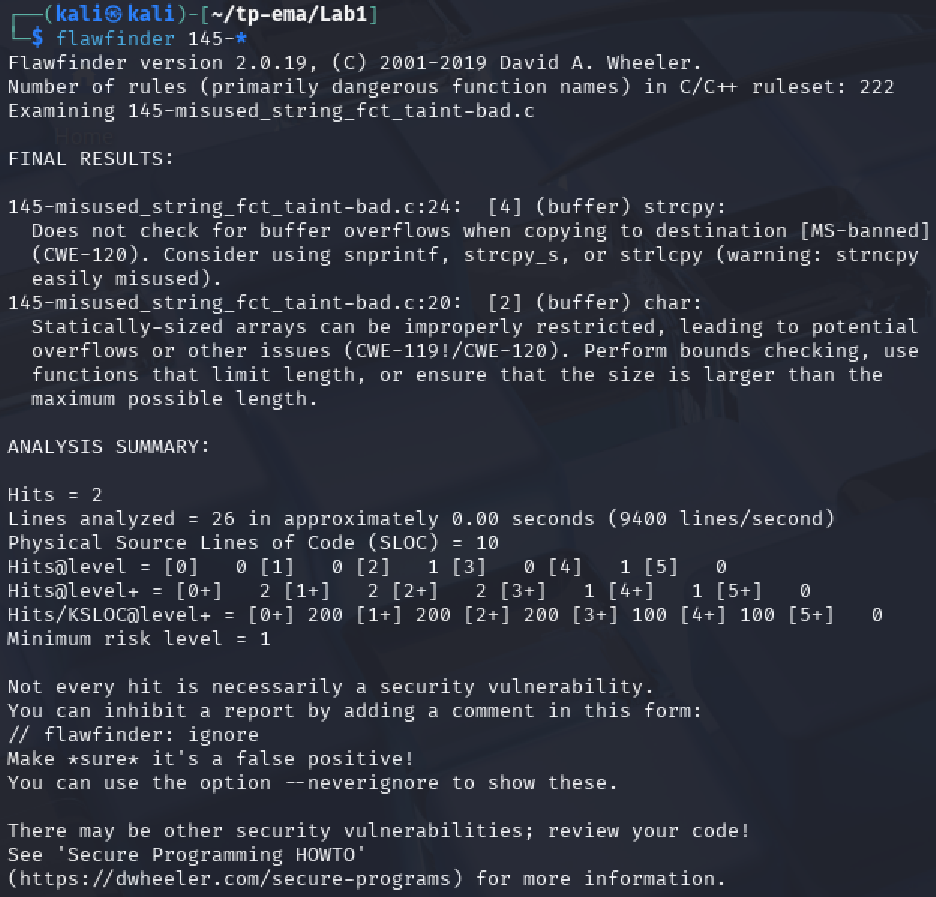 ┌──(kali㉿kali)-[~/tp-ema/Lab1]
└─$ flawfinder 145-*
Flawfinder version 2.0.19, (C) 2001-2019 David A. Wheeler.
Number of rules (primarily dangerous function names) in C/C++ ruleset: 222
Examining 145-misused_string_fct_taint-bad.c
Home
FINAL RESULTS:
145-misused_string_fct_taint-bad.c:24:  [4] (buffer) strcpy:
  Does not check for buffer overflows when copying to destination [MS-banned]
  (CWE-120). Consider using snprintf, strcpy_s, or strlcpy (warning: strncpy
  easily misused).
145-misused_string_fct_taint-bad.c:20:  [2] (buffer) char:
  Statically-sized arrays can be improperly restricted, leading to potential
  overflows or other issues (CWE-119!/CWE-120). Perform bounds checking, use
  functions that limit length, or ensure that the size is larger than the
  maximum possible length.
ANALYSIS SUMMARY:
Hits = 2
Lines analyzed = 26 in approximately 0.00 seconds (9400 lines/second)
Physical Source Lines of Code (SLOC) = 10
Hits@level = [0]   0 [1]   0 [2]   1 [3]   0 [4]   1 [5]   0
Hits@level+ = [0+]   2 [1+]   2 [2+]   2 [3+]   1 [4+]   1 [5+]   0
Hits/KSLOC@level+ = [0+] 200 [1+] 200 [2+] 200 [3+] 100 [4+] 100 [5+]   0
Minimum risk level = 1
Not every hit is necessarily a security vulnerability.
You can inhibit a report by adding a comment in this form:
// flawfinder: ignore
Make *sure* it's a false positive!
You can use the option --neverignore to show these.
There may be other security vulnerabilities; review your code!
See 'Secure Programming HOWTO'
(https://dwheeler.com/secure-programs) for more information.